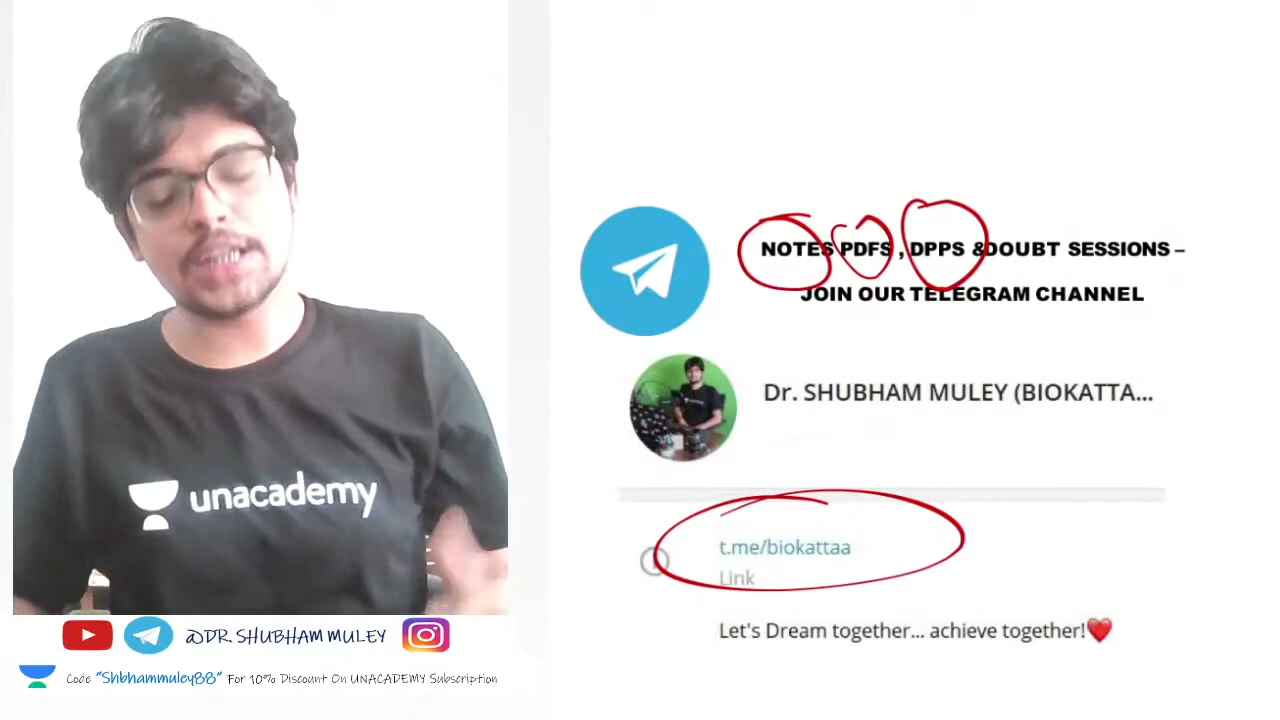 unacademy
@DR. SHUBHAM MULEY
Code "Shbhammuley88" For 10% Discount On UNACADEMY Subscription
NOTES PDFS , DPPS &DOUBT SESSIONS –
JOIN OUR TELEGRAM CHANNEL
Dr. SHUBHAM MULEY (BIOKATTA...
t.me/biokattaa
Link
Let's Dream together... achieve together!❤️